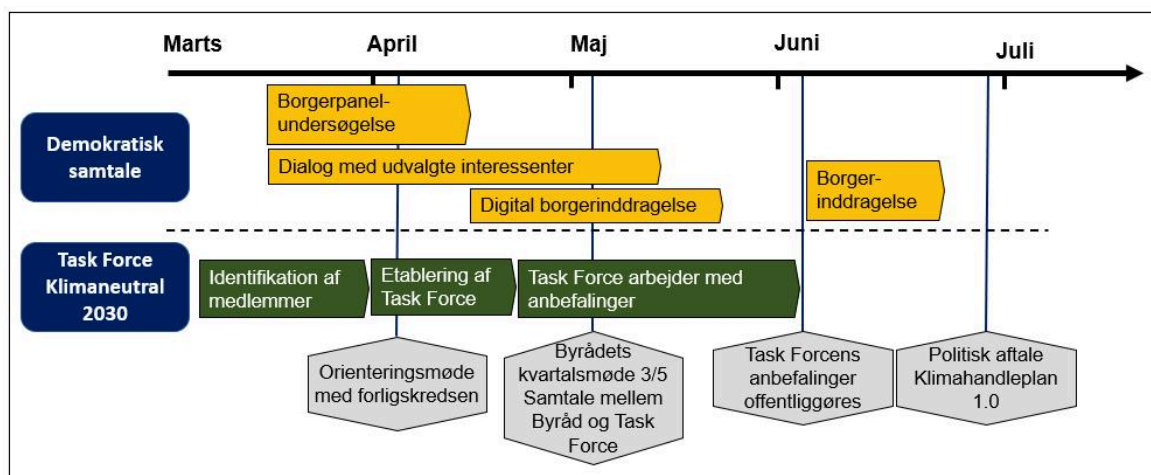 Marts
April
Maj
Juni
Juli
Demokratisk
samtale
Borgerpanel-
undersøgelse
Dialog med udvalgte interessenter
Digital borgerinddragelse
Borger-
inddragelse
Task Force
Klimaneutral
2030
Identifikation af
medlemmer
Etablering af
Task Force
Task Force arbejder med
anbefalinger
Orienteringsmøde
med forligskredsen
Byrådets
kvartalsmøde 3/5
Samtale mellem
Byråd og Task
Force
Task Forcens
anbefalinger
offentliggøres
Politisk aftale
Klimahandleplan
1.0